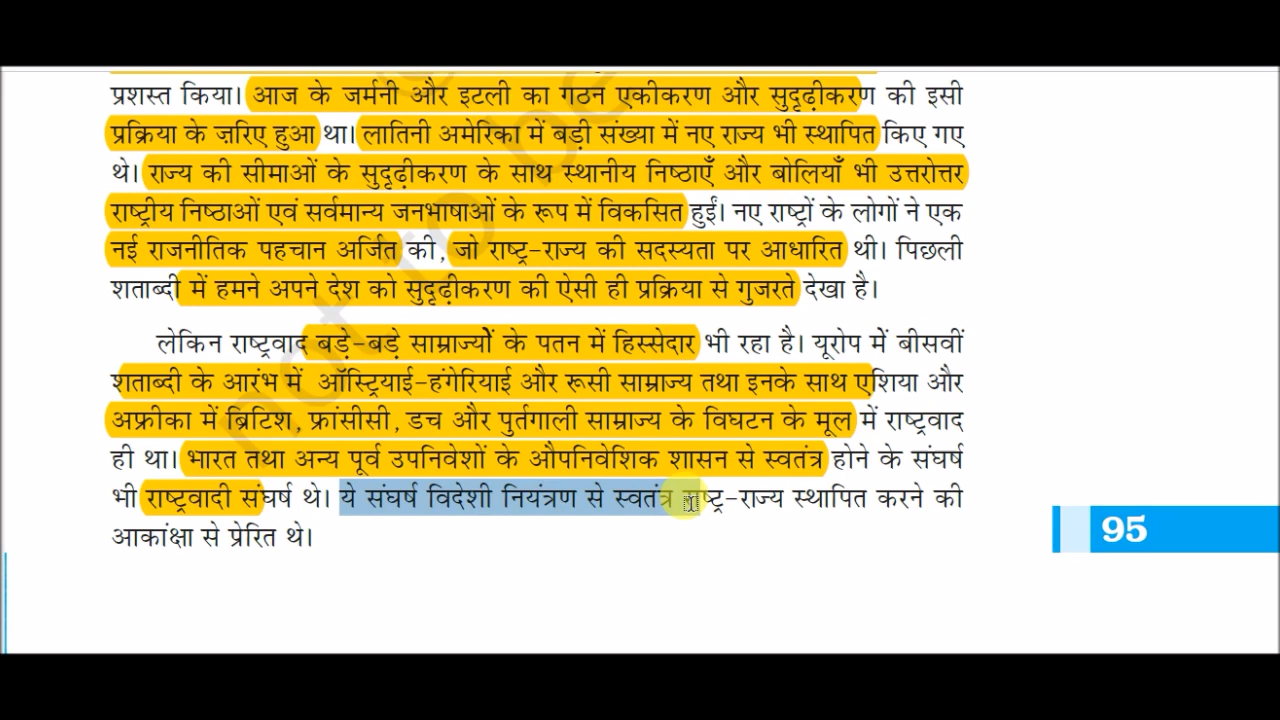 प्रशस्त किया। आज के जर्मनी और इटली का गठन एकीकरण और सुदृढ़ीकरण की इसी
प्रक्रिया के ज़रिए हुआ था। लातिनी अमेरिका में बड़ी संख्या में नए राज्य भी स्थापित किए गए
थे। राज्य की सीमाओं के सुदृढ़ीकरण के साथ स्थानीय निष्ठाएँ और बोलियाँ भी उत्तरोत्तर
राष्ट्रीय निष्ठाओं एवं सर्वमान्य जनभाषाओं के रूप में विकसित हुईं। नए राष्ट्रों के लोगों ने एक
नई राजनीतिक पहचान अर्जित की, जो राष्ट्र-राज्य की सदस्यता पर आधारित थी। पिछली
शताब्दी में हमने अपने देश को सुदृढ़ीकरण की ऐसी ही प्रक्रिया से गुजरते देखा है।
लेकिन राष्ट्रवाद बड़े-बड़े साम्राज्यों के पतन में हिस्सेदार भी रहा है। यूरोप में बीसवीं
शताब्दी के आरंभ में ऑस्ट्रियाई-हंगेरियाई और रूसी साम्राज्य तथा इनके साथ एशिया और
अफ्रीका में ब्रिटिश, फ्रांसीसी, डच और पुर्तगाली साम्राज्य के विघटन के मूल में राष्ट्रवाद
ही था। भारत तथा अन्य पूर्व उपनिवेशों के औपनिवेशिक शासन से स्वतंत्र होने के संघर्ष
भी राष्ट्रवादी संघर्ष थे। ये संघर्ष विदेशी नियंत्रण से स्वतंत्र राष्ट्र-राज्य स्थापित करने की
आकांक्षा से प्रेरित थे।
95
not to be